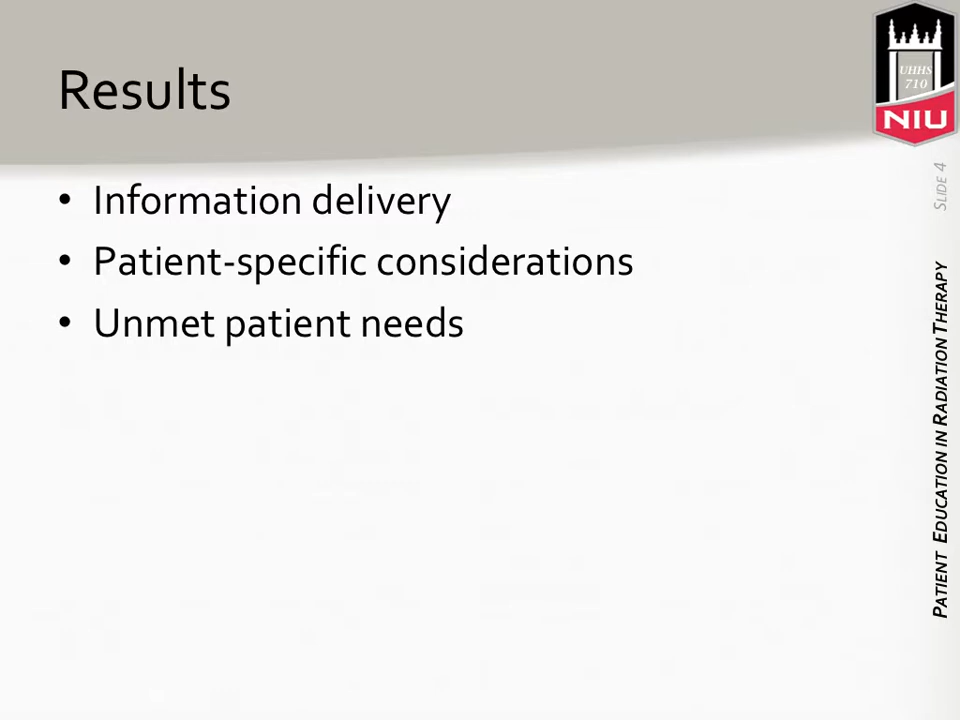 Results
• Information delivery
• Patient-specific considerations
• Unmet patient needs
UHHS
710
NIU
SLIDE 4
PATIENT EDUCATION IN RADIATION THERAPY